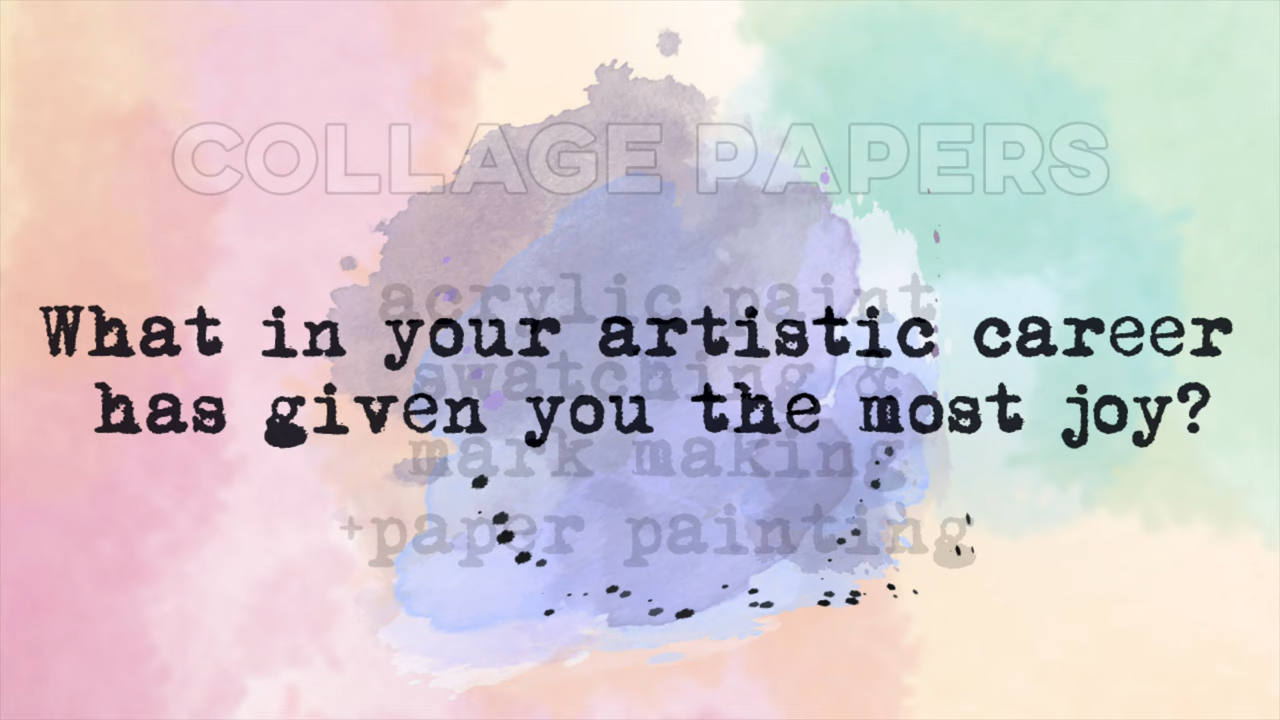 COLLAGE PAPERS
acrylic paint
What in your artistic career
swatching &
has given you the most joy?
mark making
+paper painting